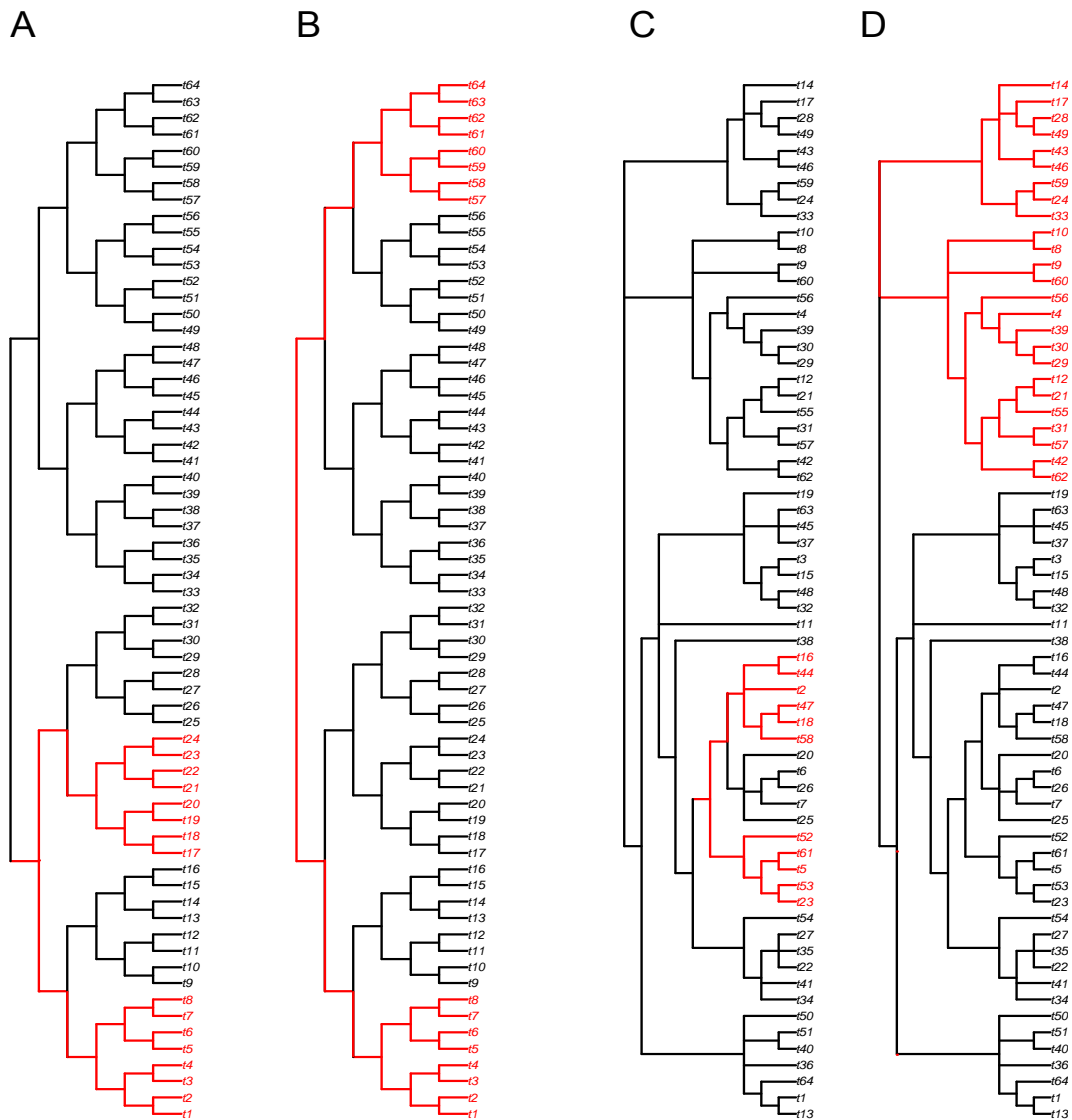 A B C D
t64 t64 t14 t14
t63 t63 t17 t17
t62 t62 t28 t28
t61 t61 t49 t49
t60 t60 t43 t43
t59 t59 t46 t46
t58 t58 t59 t59
t57 t57 t24 t24
t56 t56 t33 t33
t55 t55 t10 t10
t54 t54 t8 t8
t53 t53 t9 t9
t52 t52 t60 t60
t51 t51 t56 t56
t50 t50 t4 t4
t49 t49 t39 t39
t48 t48 t30 t30
t47 t47 t29 t29
t46 t46 t12 t12
t45 t45 t21 t21
t44 t44 t55 t55
t43 t43 t31 t31
t42 t42 t57 t57
t41 t41 t42 t42
t40 t40 t62 t62
t39 t39 t19 t19
t38 t38 t63 t63
t37 t37 t45 t45
t36 t36 t37 t37
t35 t35 t3 t3
t34 t34 t15 t15
t33 t33 t48 t48
t32 t32 t32 t32
t31 t31 t11 t11
t30 t30 t38 t38
t29 t29 t16 t16
t28 t28 t44 t44
t27 t27 t2 t2
t26 t26 t47 t47
t25 t25 t18 t18
t24 t24 t58 t58
t23 t23 t20 t20
t22 t22 t6 t6
t21 t21 t26 t26
t20 t20 t7 t7
t19 t19 t25 t25
t18 t18 t52 t52
t17 t17 t61 t61
t16 t16 t5 t5
t15 t15 t53 t53
t14 t14 t23 t23
t13 t13 t54 t54
t12 t12 t27 t27
t11 t11 t35 t35
t10 t10 t22 t22
t9 t9 t41 t41
t8 t8 t34 t34
t7 t7 t50 t50
t6 t6 t51 t51
t5 t5 t40 t40
t4 t4 t36 t36
t3 t3 t64 t64
t2 t2 t1 t1
t1 t1 t13 t13